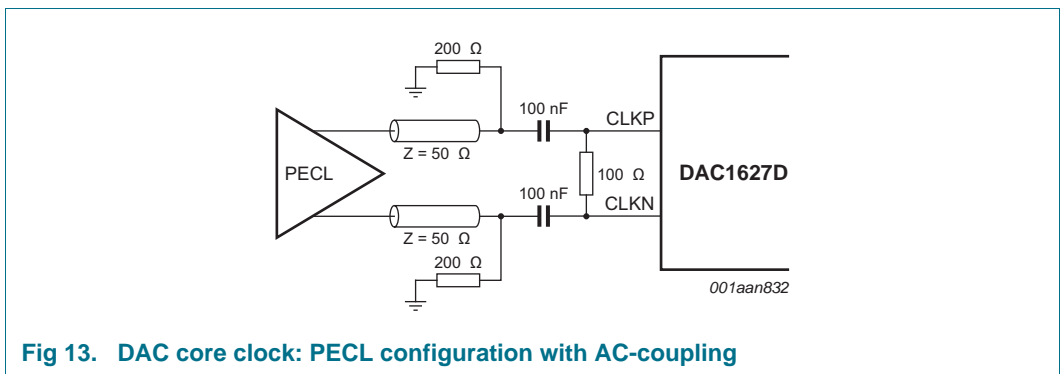 200 Ω
100 nF
CLKP
Z = 50 Ω
PECL
100 Ω
DAC1627D
100 nF
CLKN
Z = 50 Ω
200 Ω
001aan832
Fig 13. DAC core clock: PECL configuration with AC-coupling